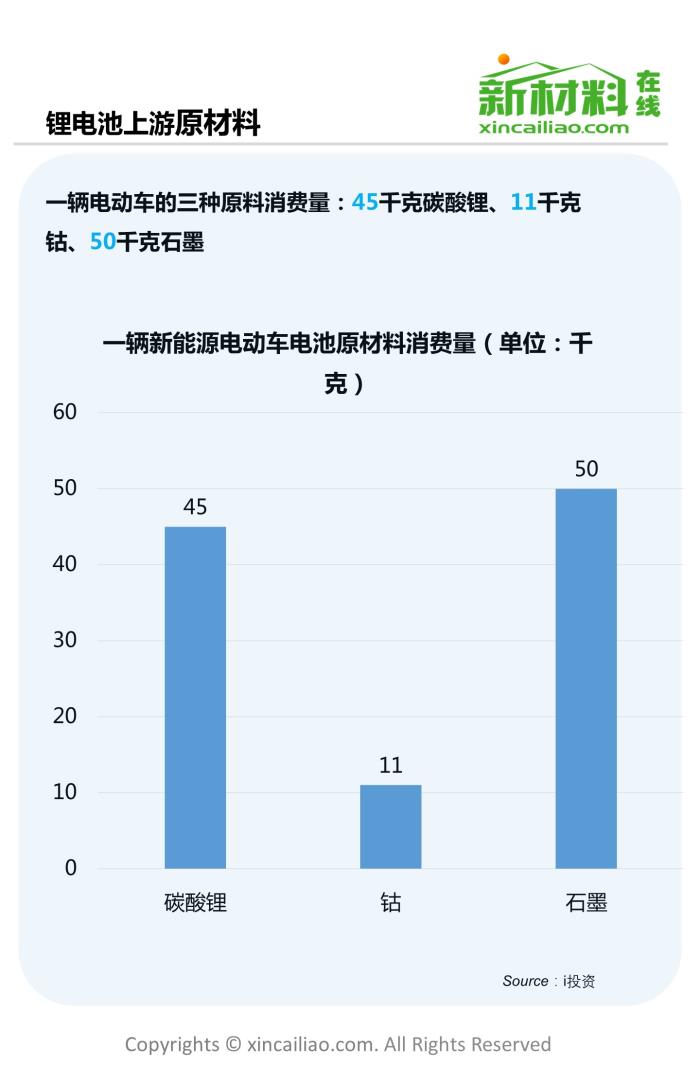 新材料在线
xincailiao.com
锂电池上游原材料
一辆电动车的三种原料消费量：45千克碳酸锂、11千克
钴、50千克石墨
一辆新能源电动车电池原材料消费量（单位：千
克）
60
50
40
30
20
10
0
45
11
50
碳酸锂 钴 石墨
Source：i投资
Copyrights © xincailiao.com. All Rights Reserved